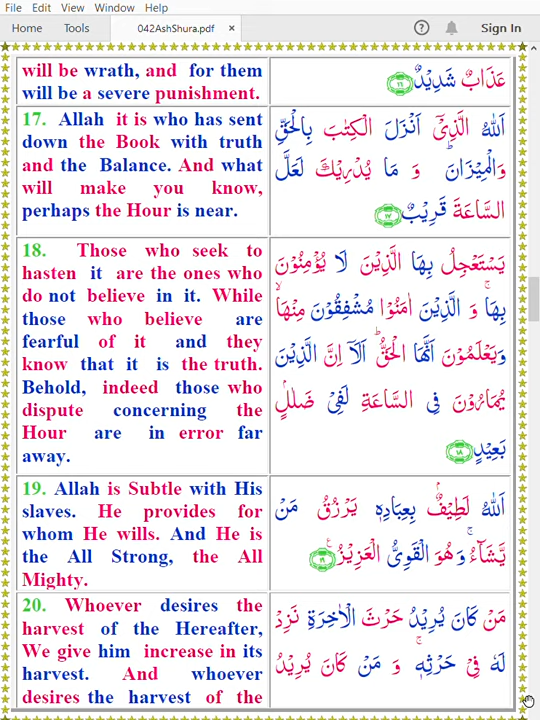 File Edit View Window Help
Home Tools 042AshShura.pdf × ? Sign In
will be wrath, and for them
will be a severe punishment.
عَذَابٌ شَدِيْدٌ ١٦
17. Allah it is who has sent
down the Book with truth
and the Balance. And what
will make you know,
perhaps the Hour is near.
اَللّٰهُ الَّذِيْۤ اَنْزَلَ الْكِتٰبَ بِالْحَقِّ
وَالْمِيْزَانَ ؕ وَ مَا يُدْرِيْكَ لَعَلَّ
السَّاعَةَ قَرِيْبٌ ١٧
18. Those who seek to
hasten it are the ones who
do not believe in it. While
those who believe are
fearful of it and they
know that it is the truth.
Behold, indeed those who
dispute concerning the
Hour are in error far
away.
يَسْتَعْجِلُ بِهَا الَّذِيْنَ لَا يُؤْمِنُوْنَ
بِهَا ۚ وَ الَّذِيْنَ اٰمَنُوْا مُشْفِقُوْنَ مِنْهَا ۙ
وَيَعْلَمُوْنَ اَنَّهَا الْحَقُّ ؕ اَلَاۤ اِنَّ الَّذِيْنَ
يُمَارُوْنَ فِى السَّاعَةِ لَفِيْ ضَلٰلٍۭ
بَعِيْدٍ ١٨
19. Allah is Subtle with His
slaves. He provides for
whom He wills. And He is
the All Strong, the All
Mighty.
اَللّٰهُ لَطِيْفٌۢ بِعِبَادِهٖ يَرْزُقُ مَنْ
يَّشَآءُ ۚ وَهُوَ الْقَوِىُّ الْعَزِيْزُ ١٩
20. Whoever desires the
harvest of the Hereafter,
We give him increase in its
harvest. And whoever
desires the harvest of the
مَنْ كَانَ يُرِيْدُ حَرْثَ الْاٰخِرَةِ نَزِدْ
لَهٗ فِيْ حَرْثِهٖ ۚ وَ مَنْ كَانَ يُرِيْدُ